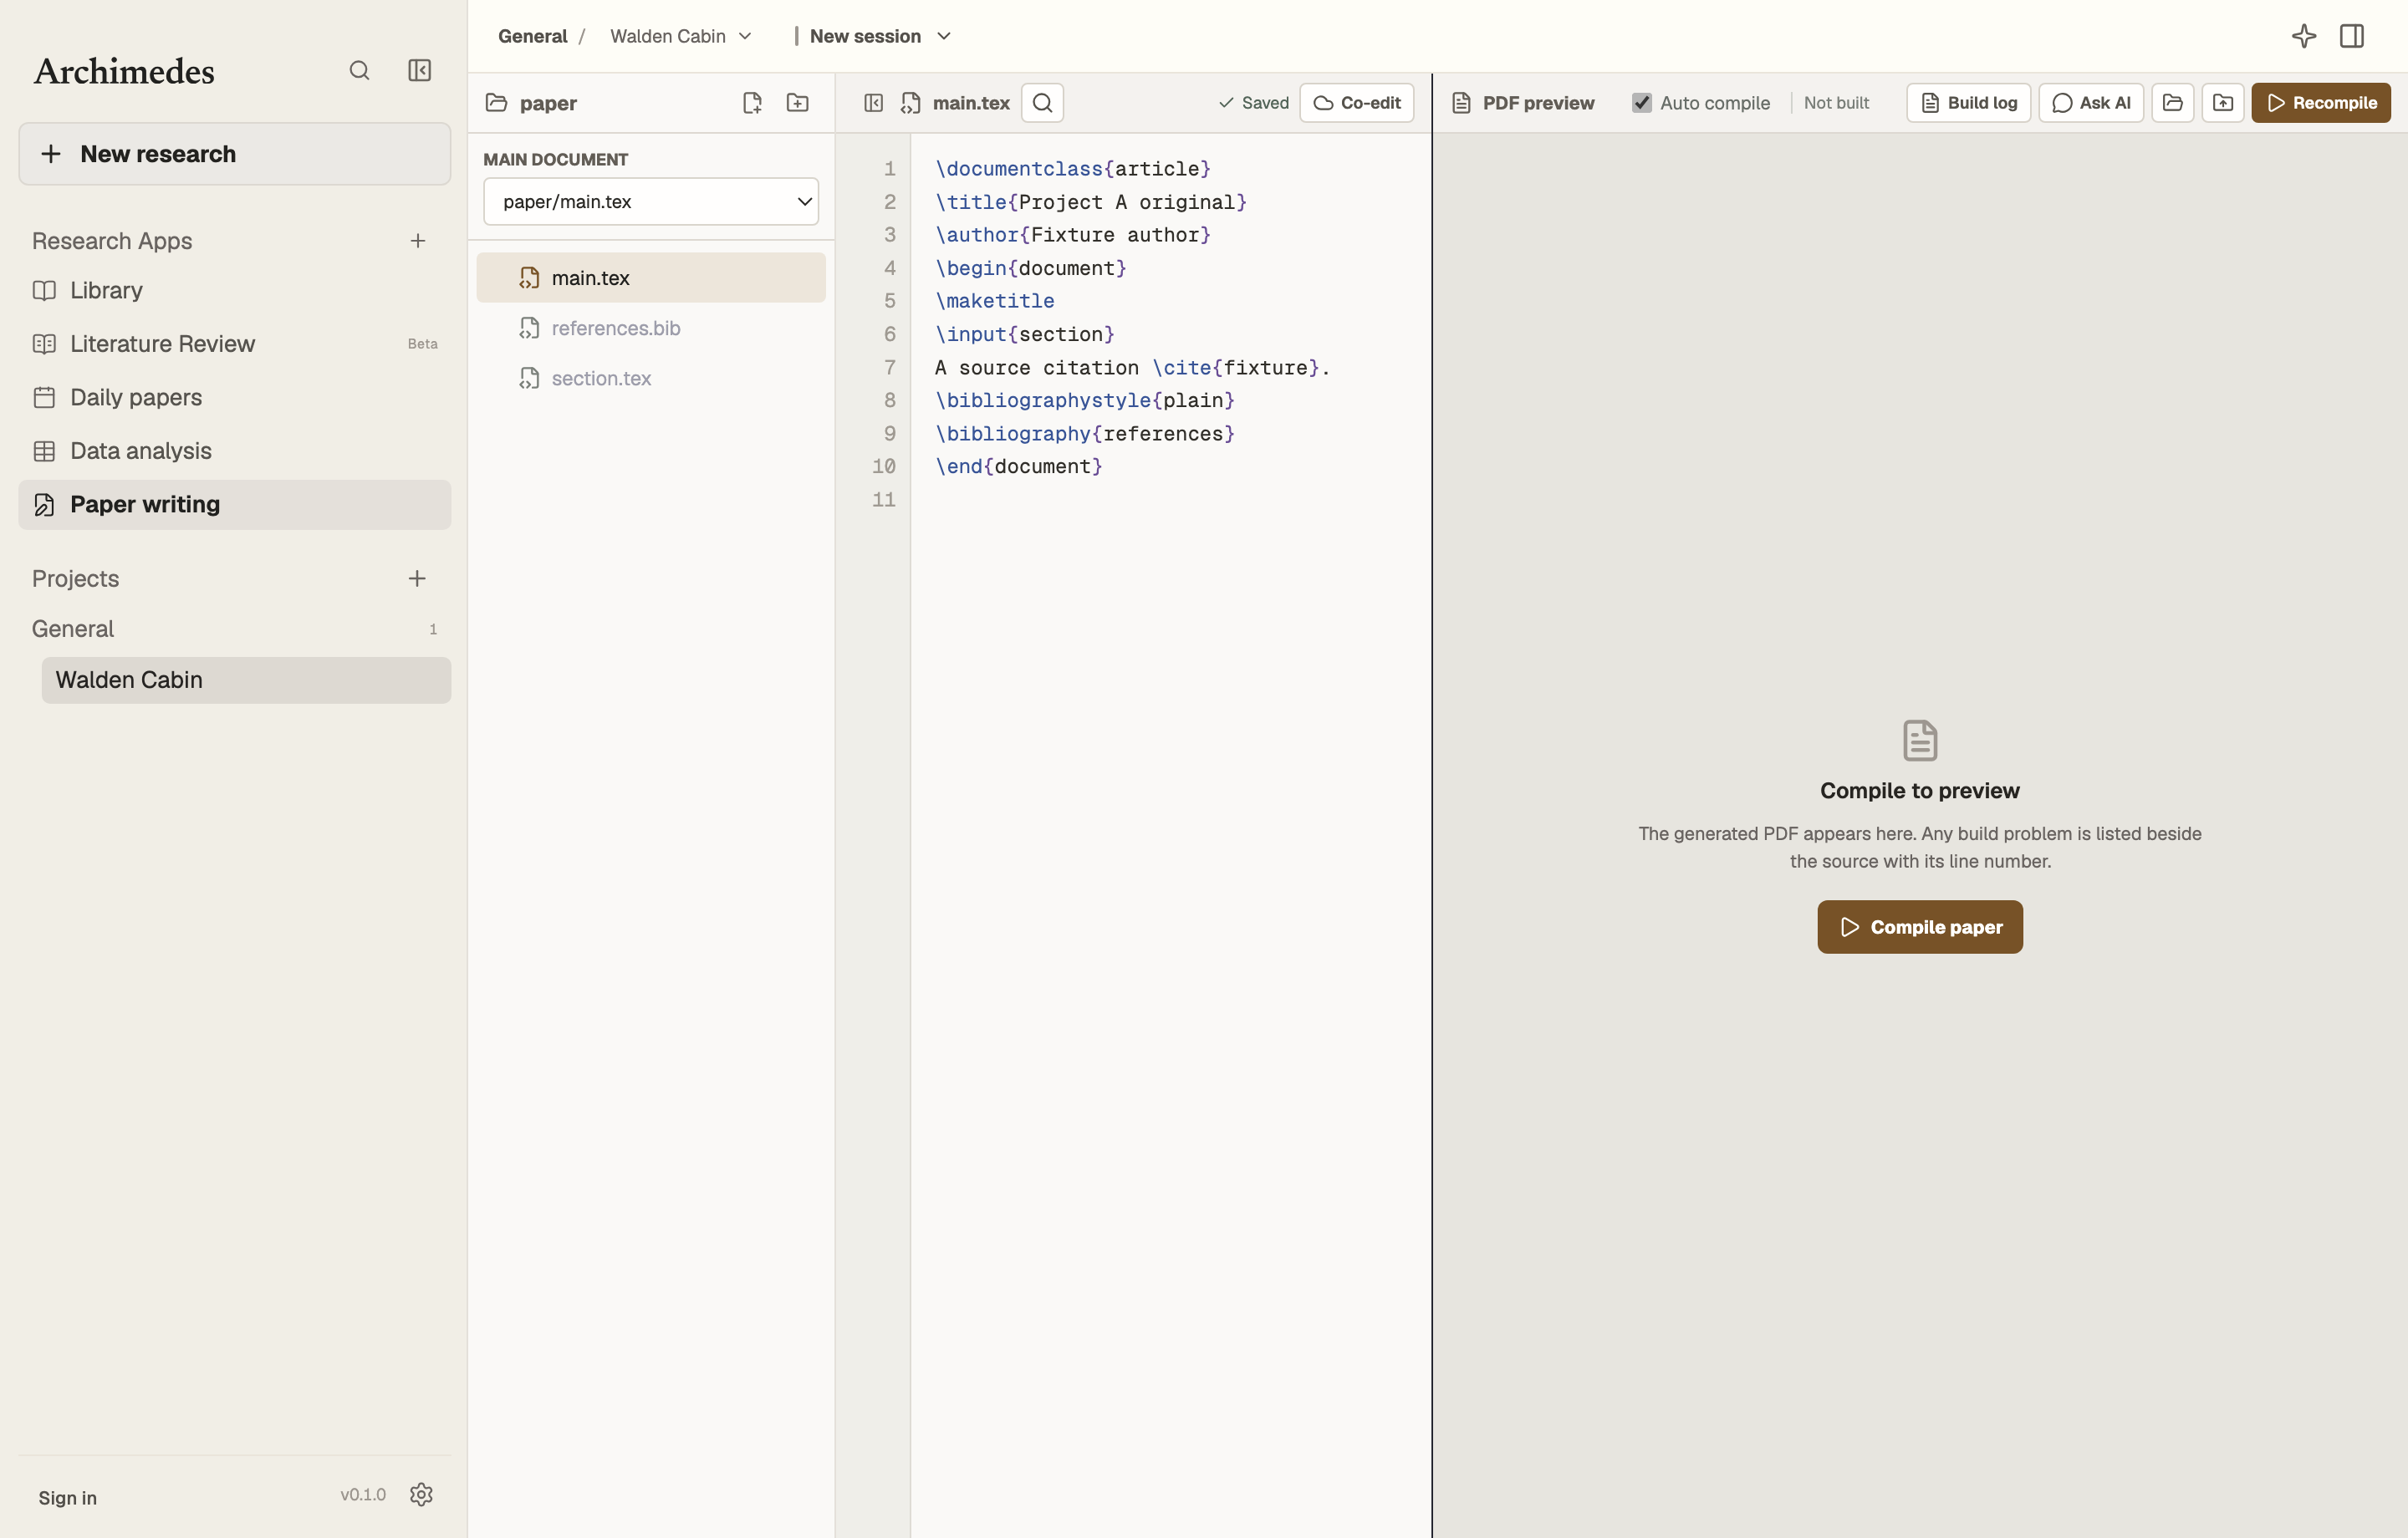 Archimedes
New research
Research Apps
Library
Literature Review Beta
Daily papers
Data analysis
Paper writing
Projects
General 1
Walden Cabin
Sign in v0.1.0
General / Walden Cabin New session
paper
MAIN DOCUMENT
paper/main.tex
main.tex
references.bib
section.tex
main.tex Saved Co-edit
1 \documentclass{article}
2 \title{Project A original}
3 \author{Fixture author}
4 \begin{document}
5 \maketitle
6 \input{section}
7 A source citation \cite{fixture}.
8 \bibliographystyle{plain}
9 \bibliography{references}
10 \end{document}
11
PDF preview Auto compile Not built Build log Ask AI Recompile
Compile to preview
The generated PDF appears here. Any build problem is listed beside
the source with its line number.
Compile paper